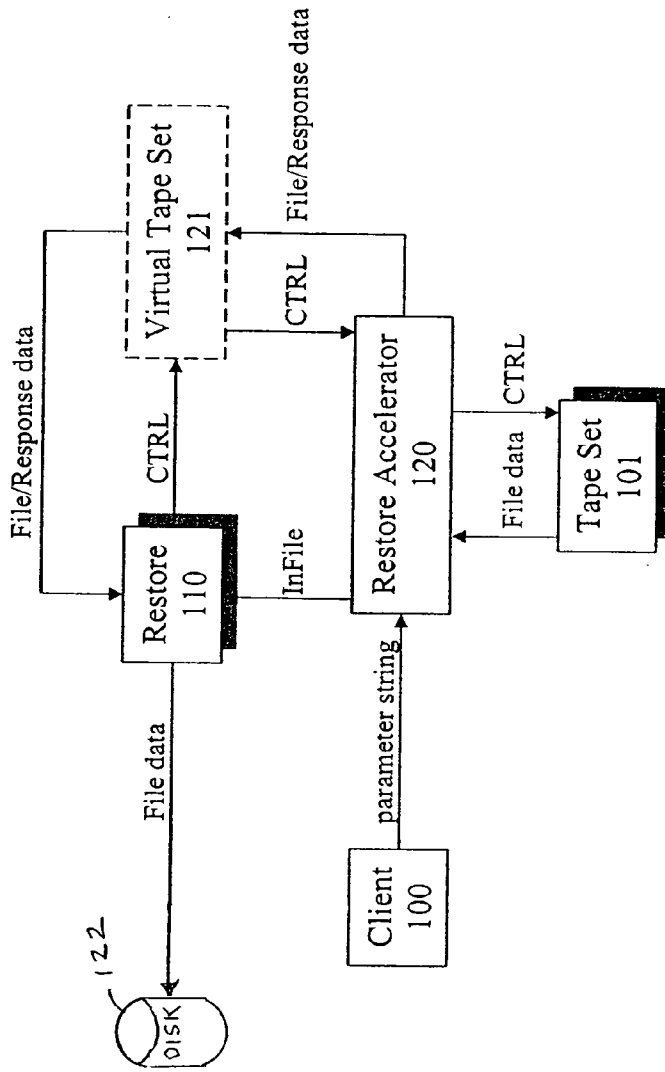 File/Response data
Virtual Tape Set
121
File/Response data
CTRL
CTRL
Restore
110
InFile
Restore Accelerator
120
CTRL
File data
Tape Set
101
File data
parameter string
Client
100
122
DISK